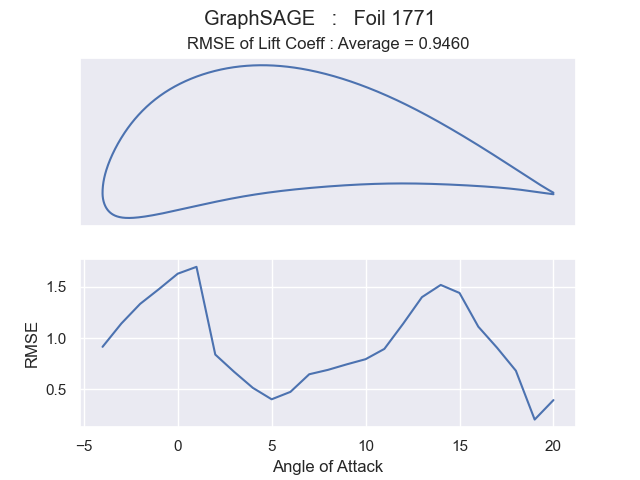 GraphSAGE : Foil 1771
RMSE of Lift Coeff : Average = 0.9460
1.5
1.0
0.5
RMSE
−5 0 5 10 15 20
Angle of Attack